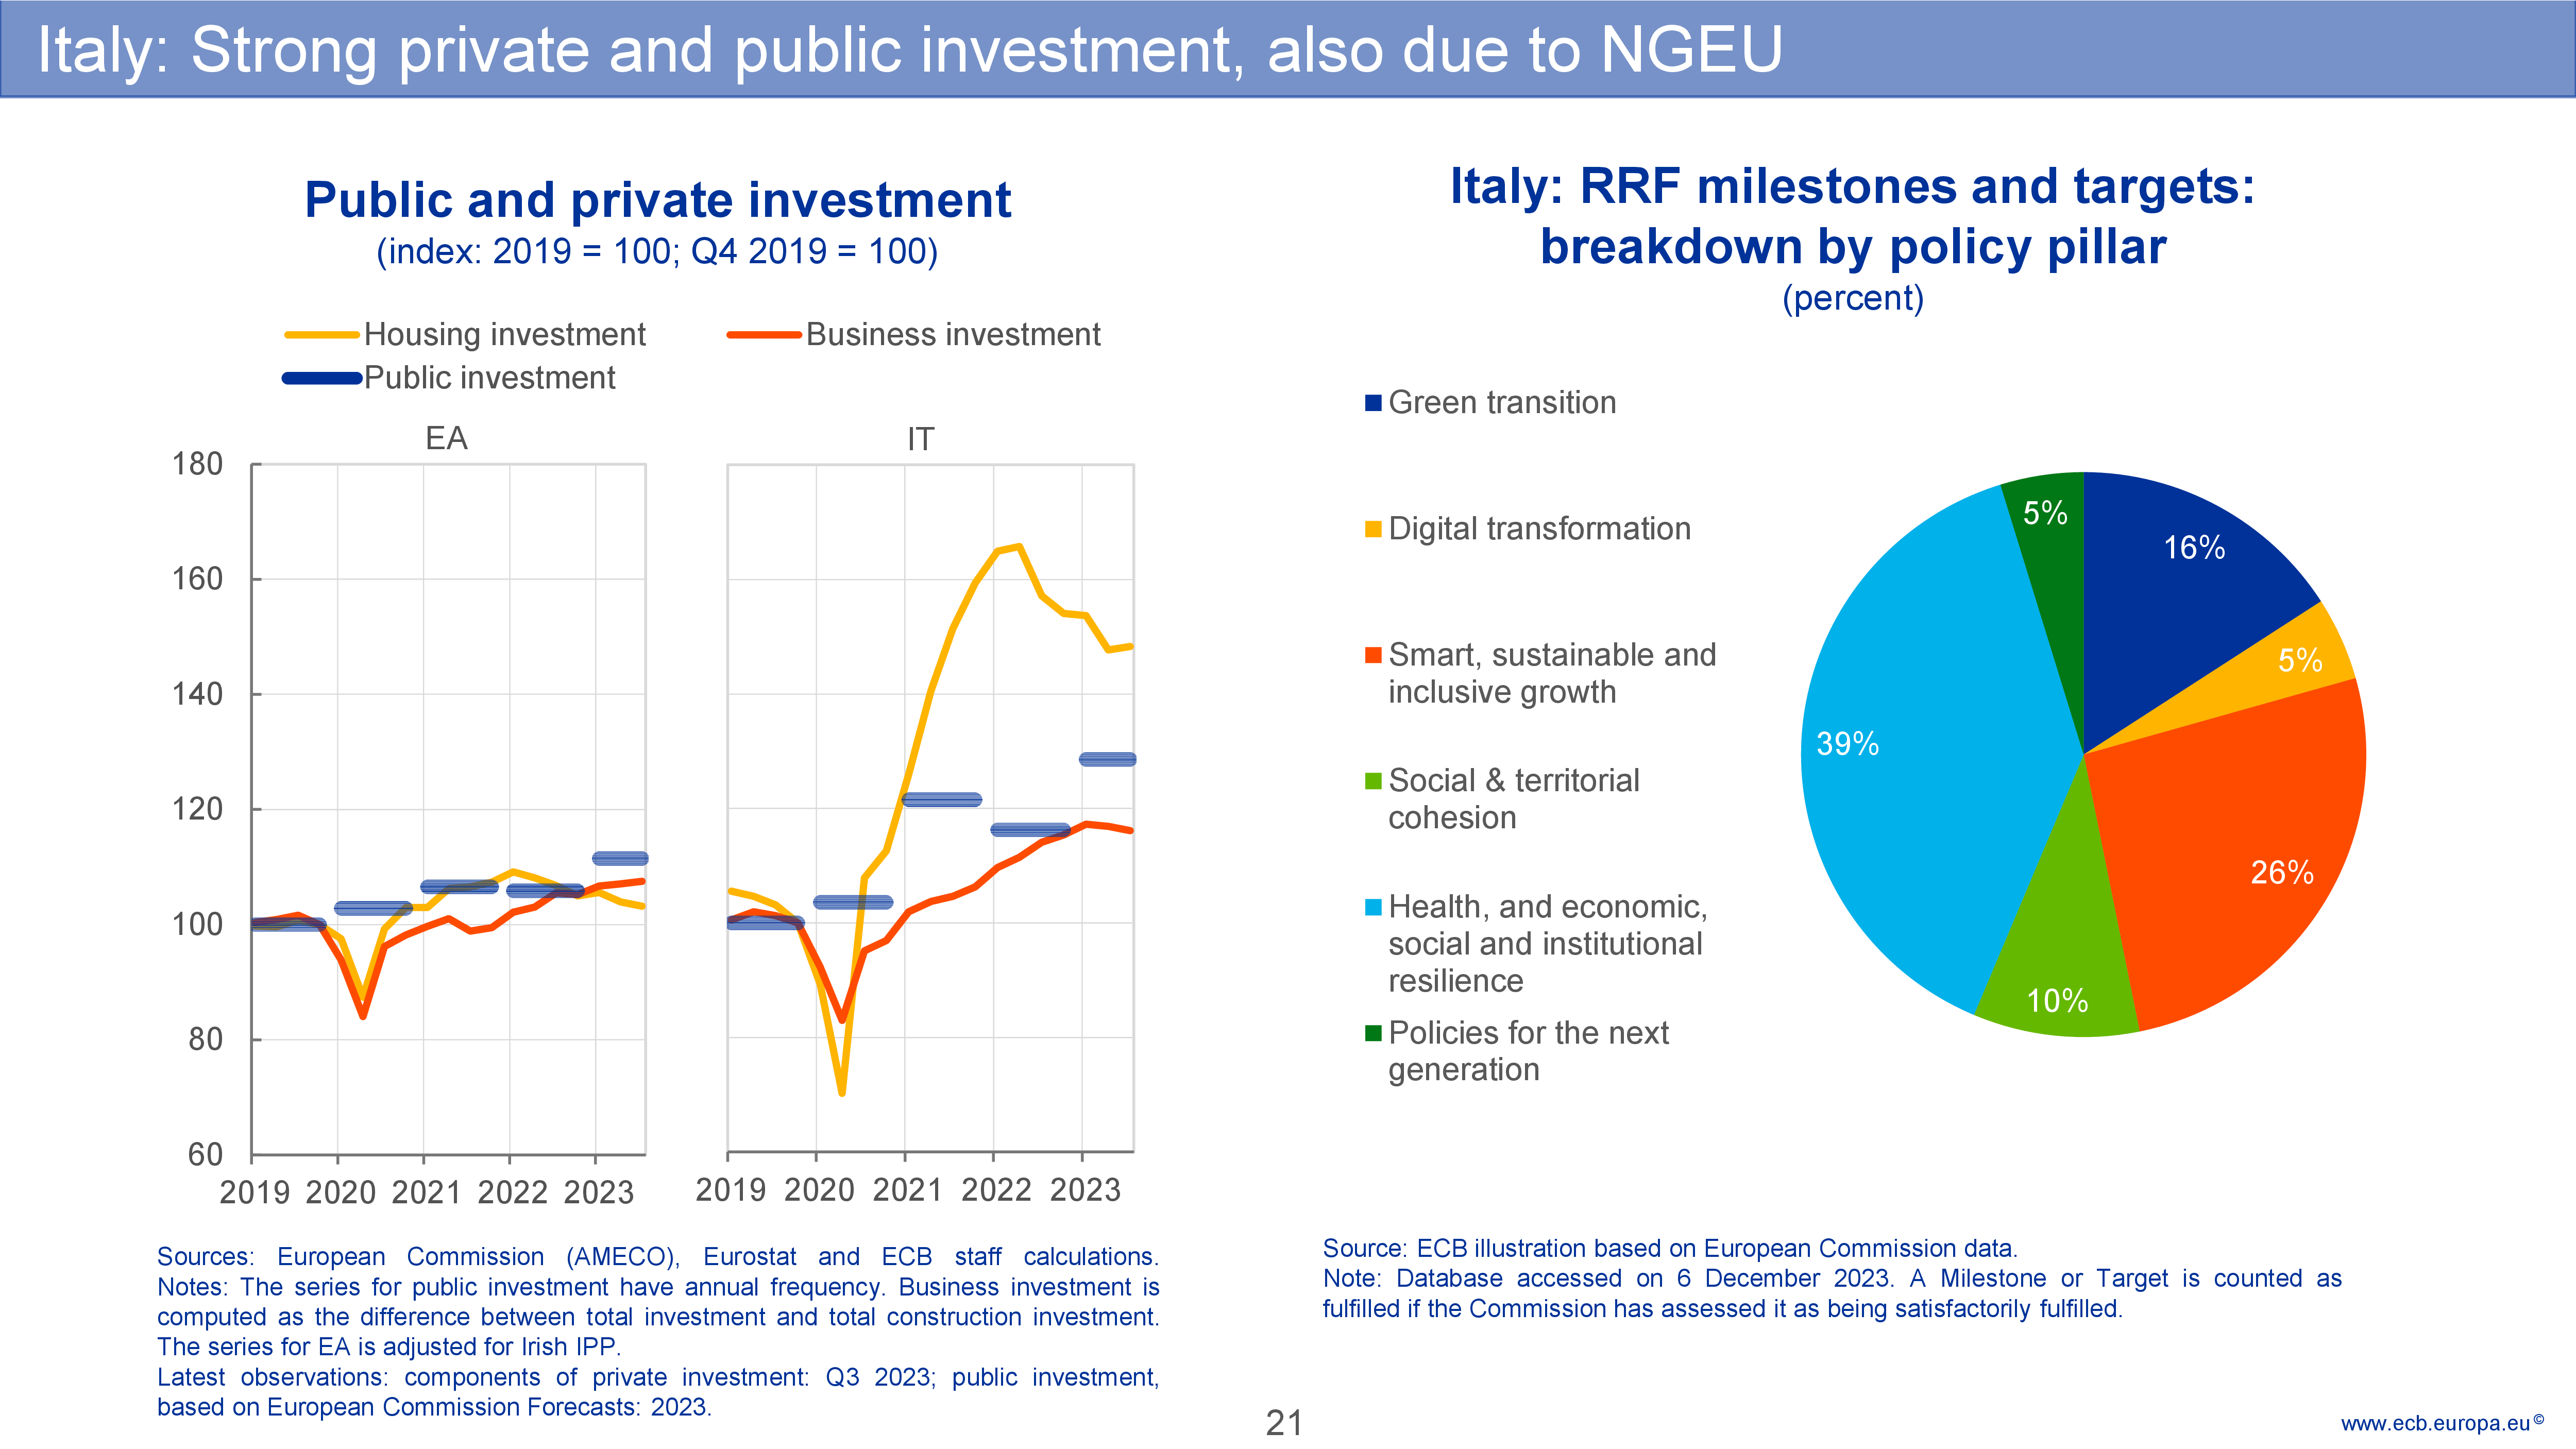 Italy: Strong private and public investment, also due to NGEU
Public and private investment
(index: 2019 = 100; Q4 2019 = 100)
Housing investment
Business investment
Public investment
EA
IT
180
160
140
120
100
80
60
2019 2020 2021 2022 2023
2019 2020 2021 2022 2023
Sources: European Commission (AMECO), Eurostat and ECB staff calculations.
Notes: The series for public investment have annual frequency. Business investment is
computed as the difference between total investment and total construction investment.
The series for EA is adjusted for Irish IPP.
Latest observations: components of private investment: Q3 2023; public investment,
based on European Commission Forecasts: 2023.
Italy: RRF milestones and targets:
breakdown by policy pillar
(percent)
Green transition
Digital transformation
Smart, sustainable and
inclusive growth
Social & territorial
cohesion
Health, and economic,
social and institutional
resilience
Policies for the next
generation
5%
16%
5%
39%
26%
10%
Source: ECB illustration based on European Commission data.
Note: Database accessed on 6 December 2023. A Milestone or Target is counted as
fulfilled if the Commission has assessed it as being satisfactorily fulfilled.
21
www.ecb.europa.eu ©